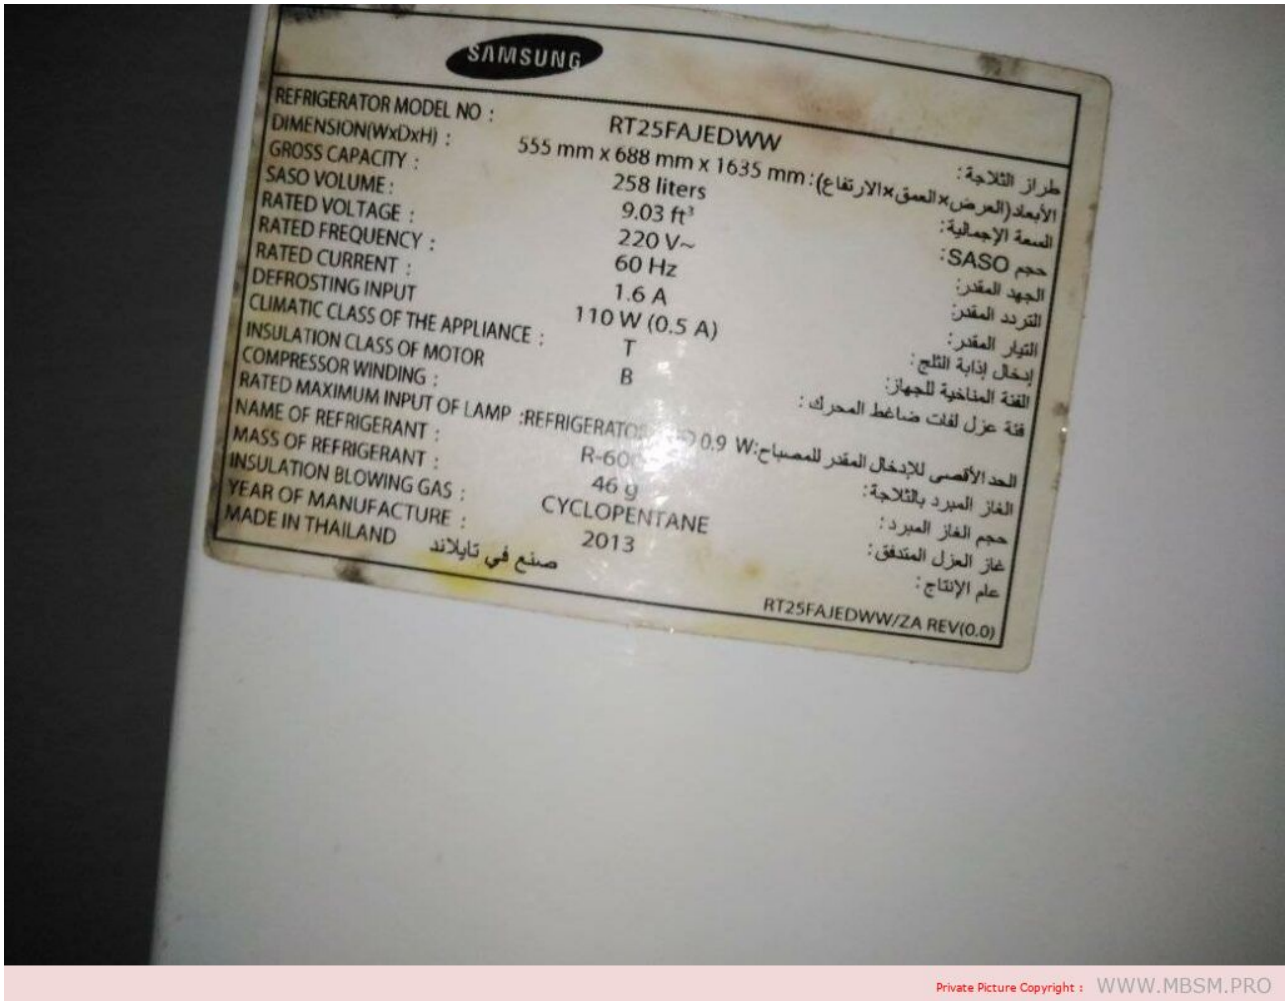 SAMSUNG
REFRIGERATOR MODEL NO : RT25FAJEDWW طراز الثلاجة:
DIMENSION(WxDxH) : 555 mm x 688 mm x 1635 mm :(الأبعاد(العرض×العمق×الارتفاع
GROSS CAPACITY : 258 liters السعة الإجمالية:
SASO VOLUME : 9.03 ft³ حجم SASO:
RATED VOLTAGE : 220 V~ الجهد المقدر:
RATED FREQUENCY : 60 Hz التردد المقدر:
RATED CURRENT : 1.6 A التيار المقدر:
DEFROSTING INPUT 110 W (0.5 A) إدخال إذابة الثلج:
CLIMATIC CLASS OF THE APPLIANCE : T الفئة المناخية للجهاز:
INSULATION CLASS OF MOTOR
COMPRESSOR WINDING : B فئة عزل لفات ضاغط المحرك :
RATED MAXIMUM INPUT OF LAMP :REFRIGERATOR 0.9 W:الحد الأقصى للإدخال المقدر للمصباح
NAME OF REFRIGERANT : الغاز المبرد بالثلاجة:
MASS OF REFRIGERANT : 46 g حجم الغاز المبرد:
INSULATION BLOWING GAS : CYCLOPENTANE غاز العزل المتدفق:
YEAR OF MANUFACTURE : 2013 عام الإنتاج:
MADE IN THAILAND صنع في تايلاند
RT25FAJEDWW/ZA REV(0.0)
Private Picture Copyright : WWW.MBSM.PRO